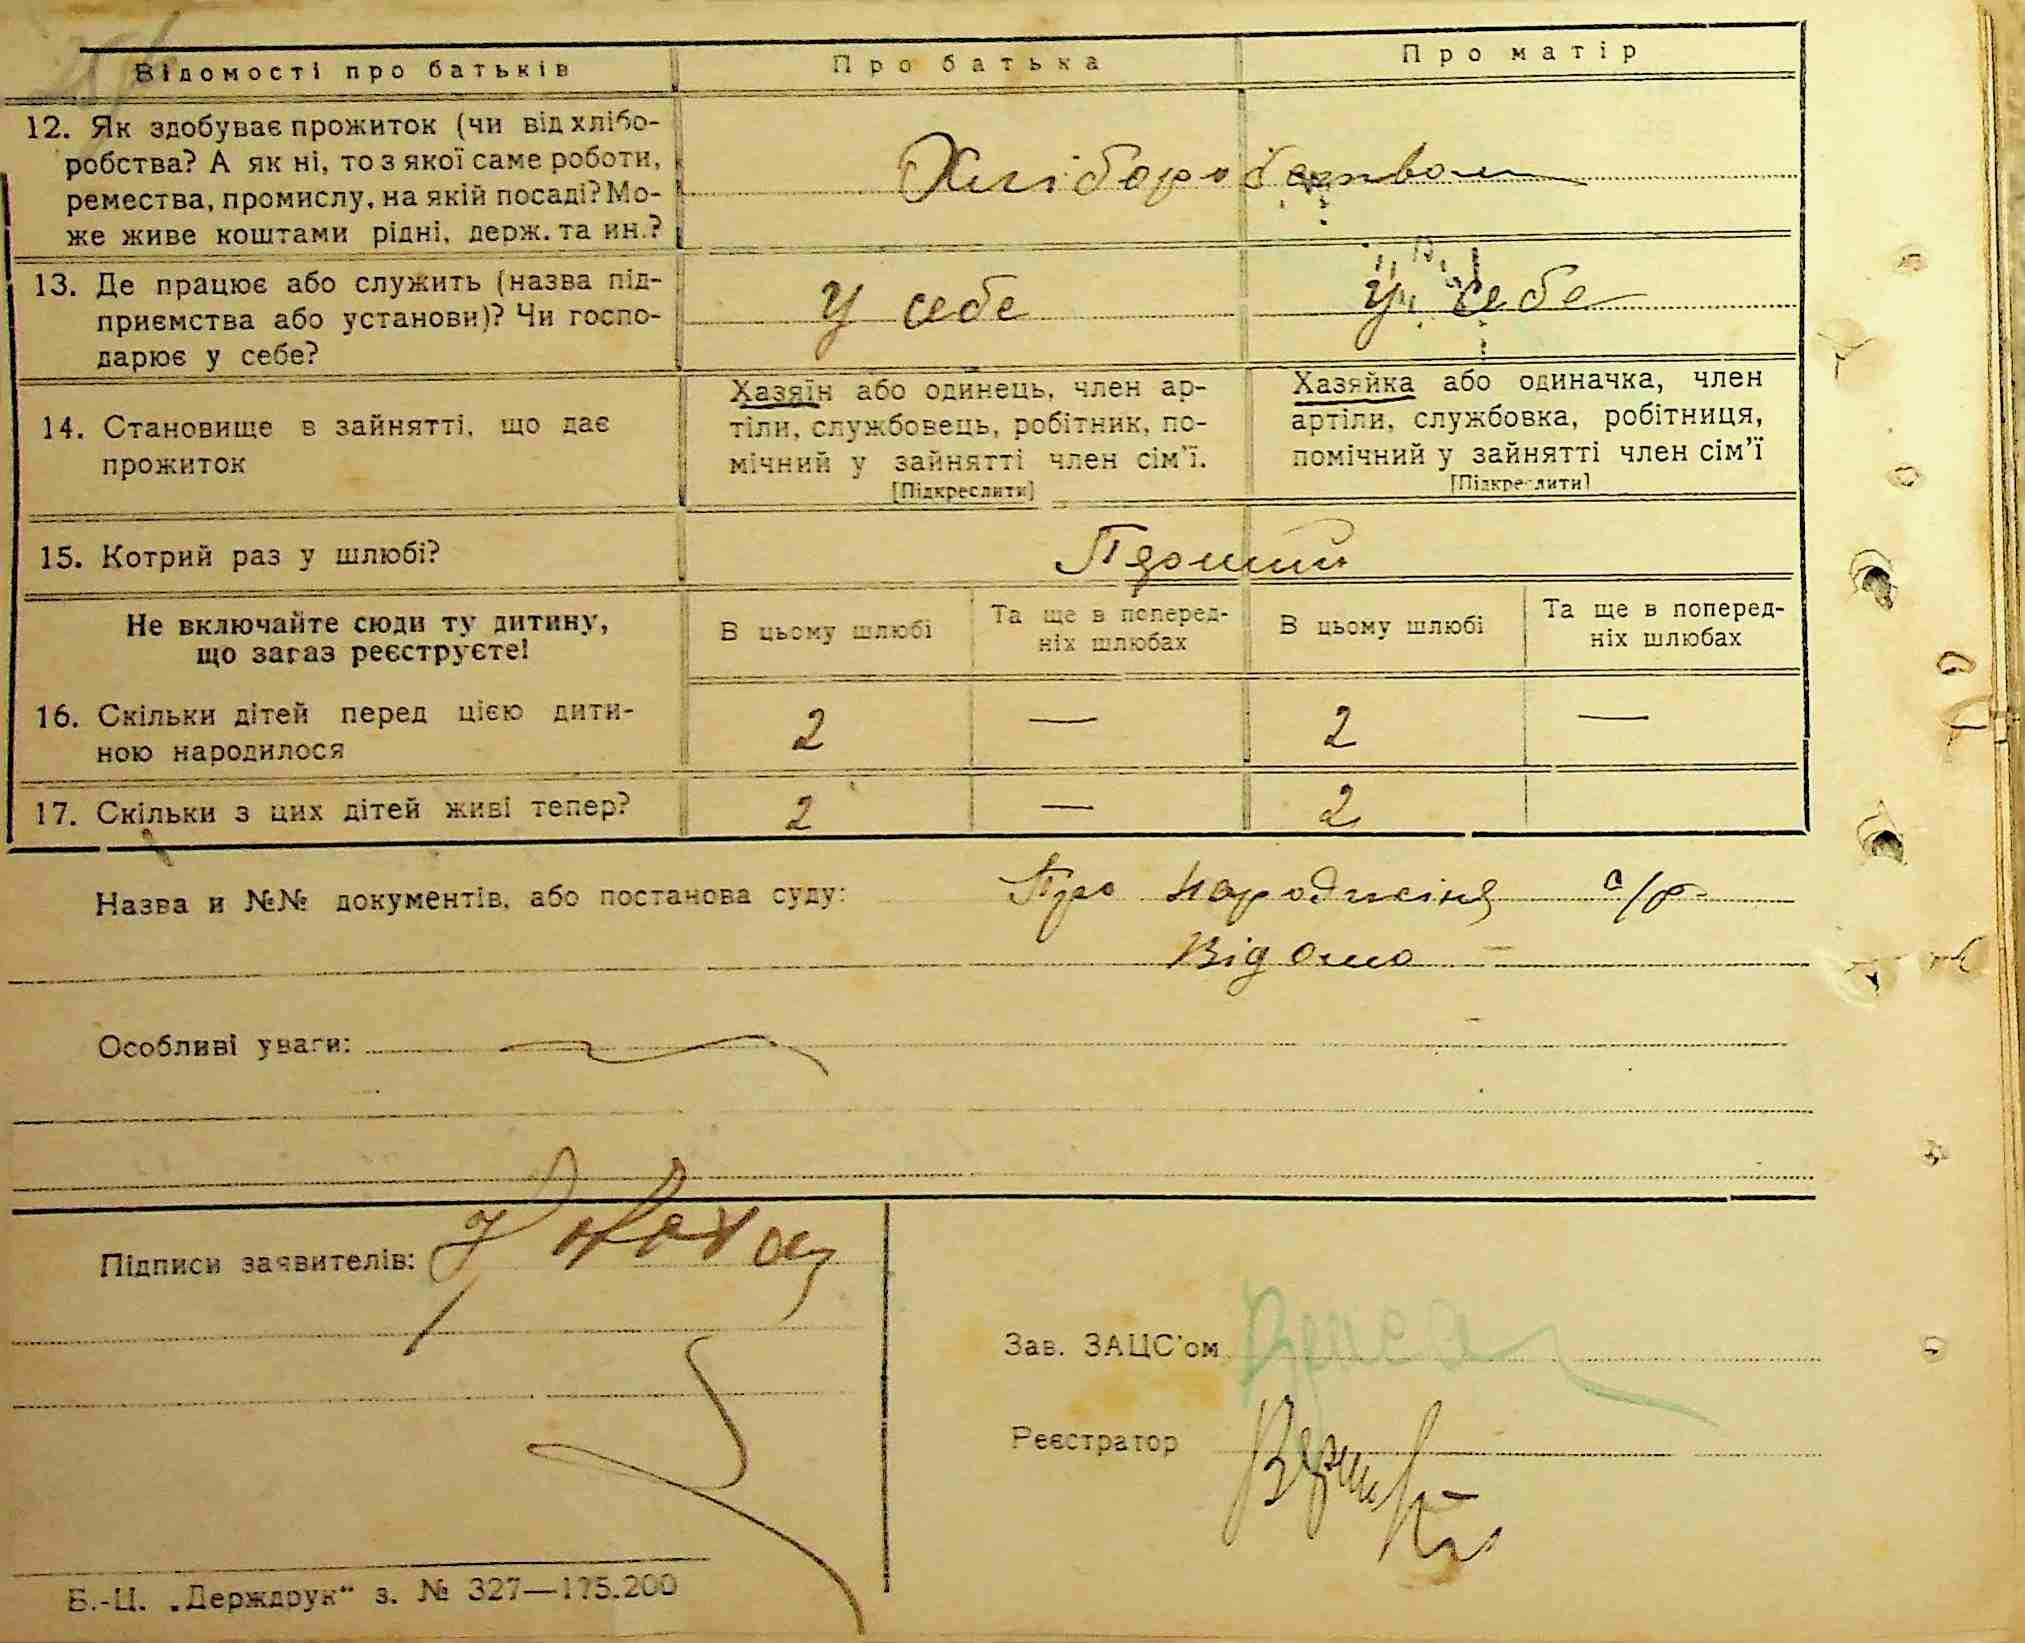 Відомості про батьків
Про батька
Про матір
12. Як здобуває прожиток (чи від хлібо-
робства? А як ні, то з якої саме роботи,
ремества, промислу, на якій посаді? Мо-
же живе коштами рідні, держ. та ин.?
Хліборобством
13. Де працює або служить (назва під-
приємства або установи)? Чи госпо-
дарює у себе?
У себе
У себе
14. Становище в зайнятті, що дає
прожиток
Хазяїн або одинець, член ар-
тіли, службовець, робітник, по-
мічний у зайнятті член сім'ї.
[Підкреслити]
Хазяйка або одиначка, член
артіли, службовка, робітниця,
помічний у зайнятті член сім'ї
[Підкреслити]
15. Котрий раз у шлюбі?
Перший
Не включайте сюди ту дитину,
що зараз реєструєте!
В цьому шлюбі
Та ще в поперед-
ніх шлюбах
В цьому шлюбі
Та ще в поперед-
ніх шлюбах
16. Скільки дітей перед цією дити-
ною народилося
2 — 2 —
17. Скільки з цих дітей живі тепер?
2 — 2
Назва и №№ документів, або постанова суду: Про народження с/р
Відомо —
Особливі уваги:
Підписи заявителів:
Зав. ЗАЦС'ом
Реєстратор
Б.-Ц. „Держдрук" з. № 327—175.200